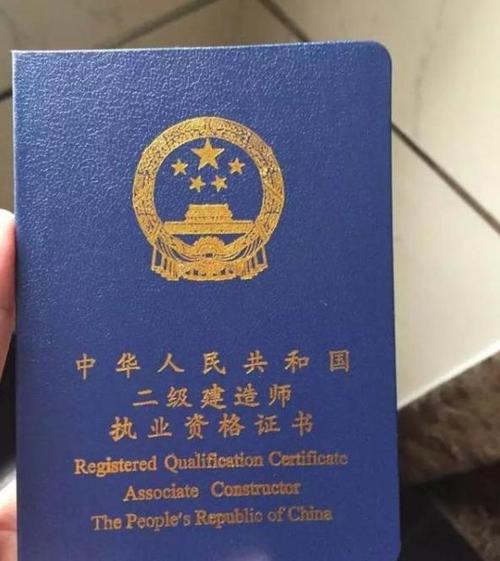 中华人民共和国
二级建造师
执业资格证书
Registered Qualification Certificate
Associate Constructor
The People's Republic of China